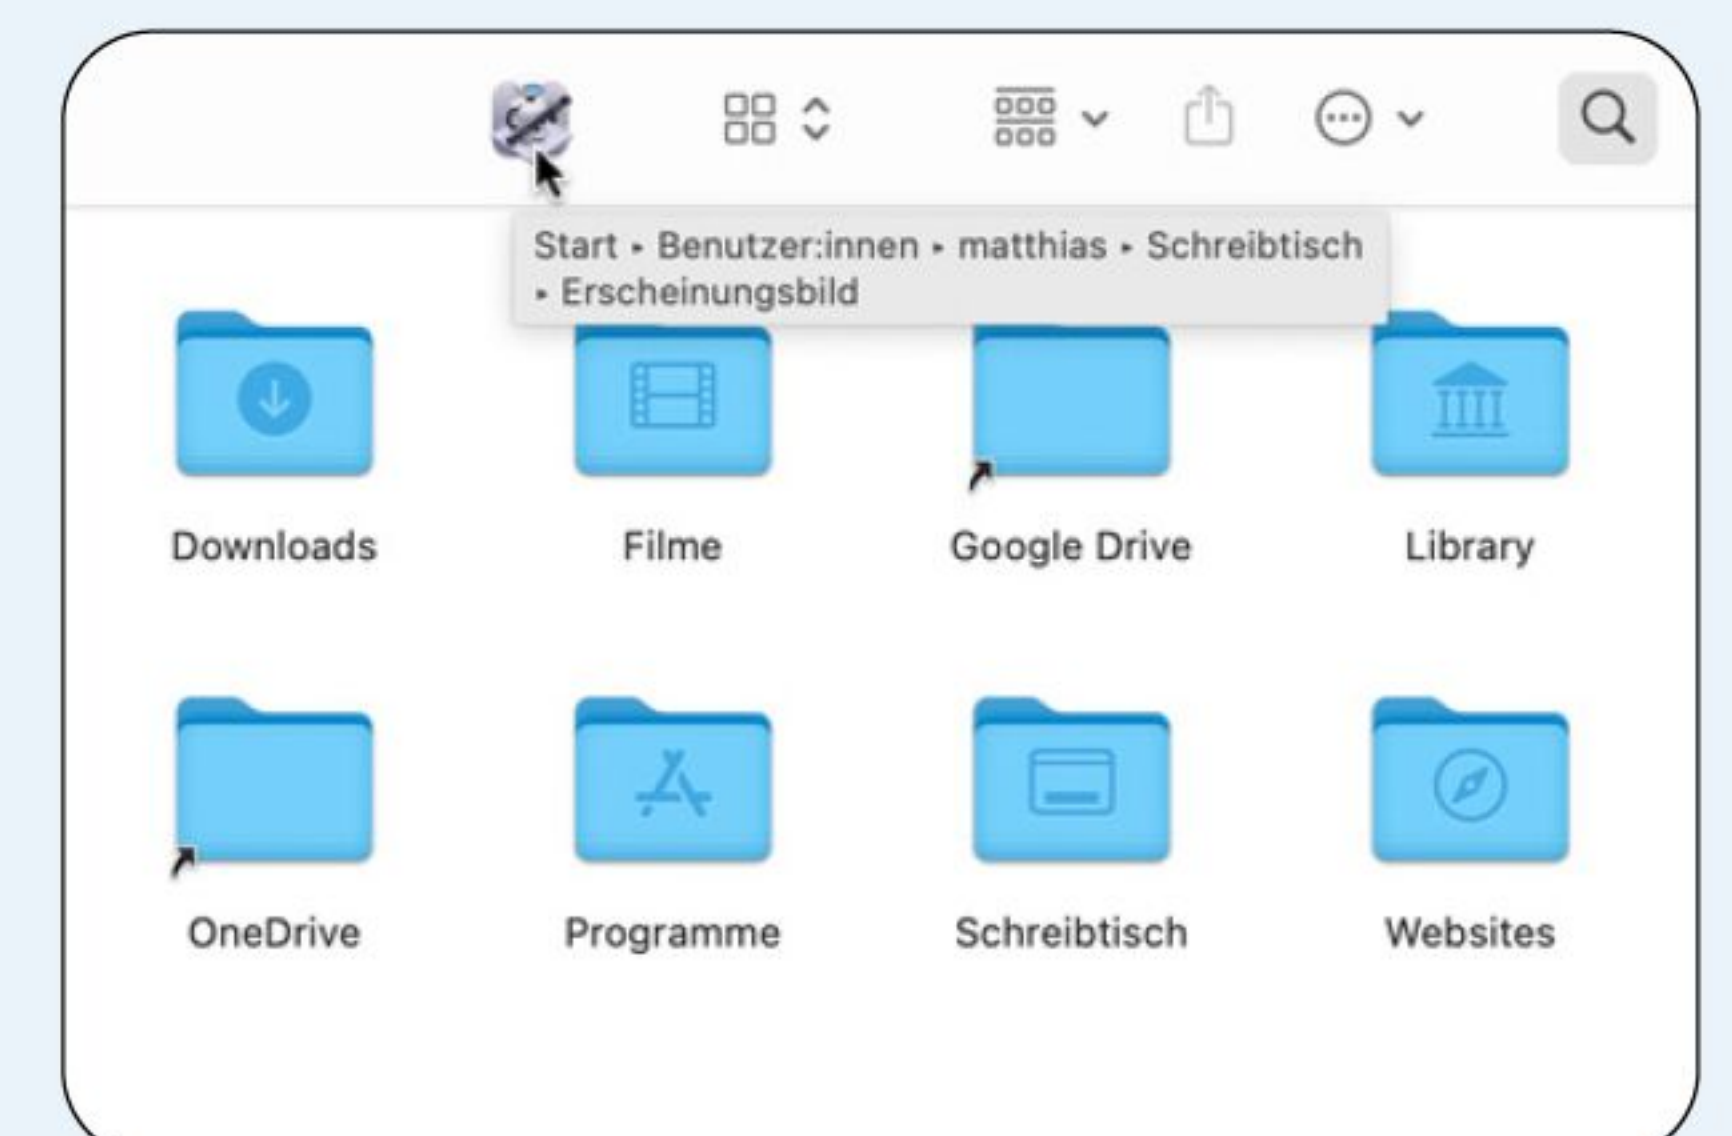 Start ▸ Benutzer:innen ▸ matthias ▸ Schreibtisch
▸ Erscheinungsbild
Downloads
Filme
Google Drive
Library
OneDrive
Programme
Schreibtisch
Websites